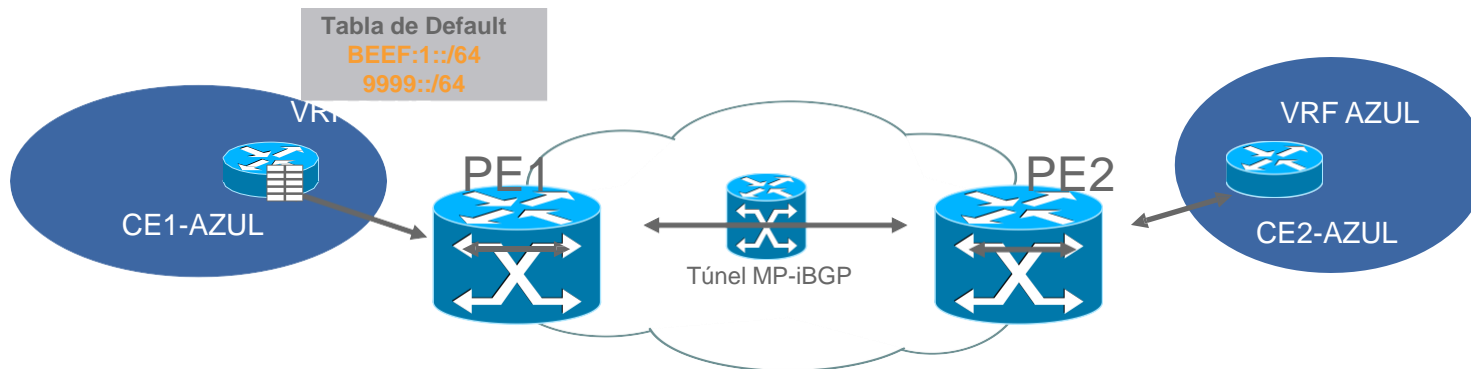 Tabla de Default
BEEF:1::/64
9999::/64
VRF
VRF AZUL
PE1
PE2
CE1-AZUL
CE2-AZUL
Túnel MP-iBGP